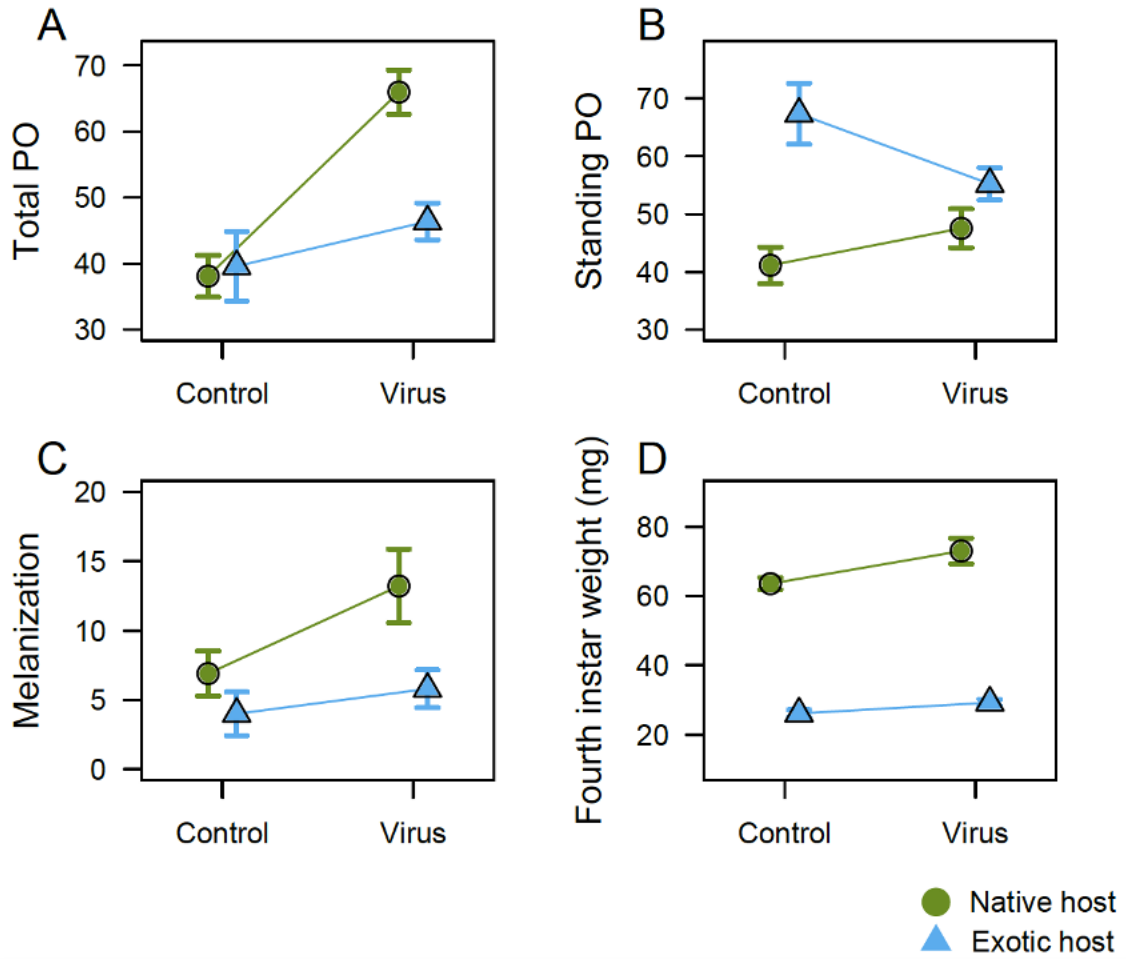 A
Total PO
70
60
50
40
30
Control Virus
B
Standing PO
70
60
50
40
30
Control Virus
C
Melanization
20
15
10
5
0
Control Virus
D
Fourth instar weight (mg)
80
60
40
20
Control Virus
Native host
Exotic host